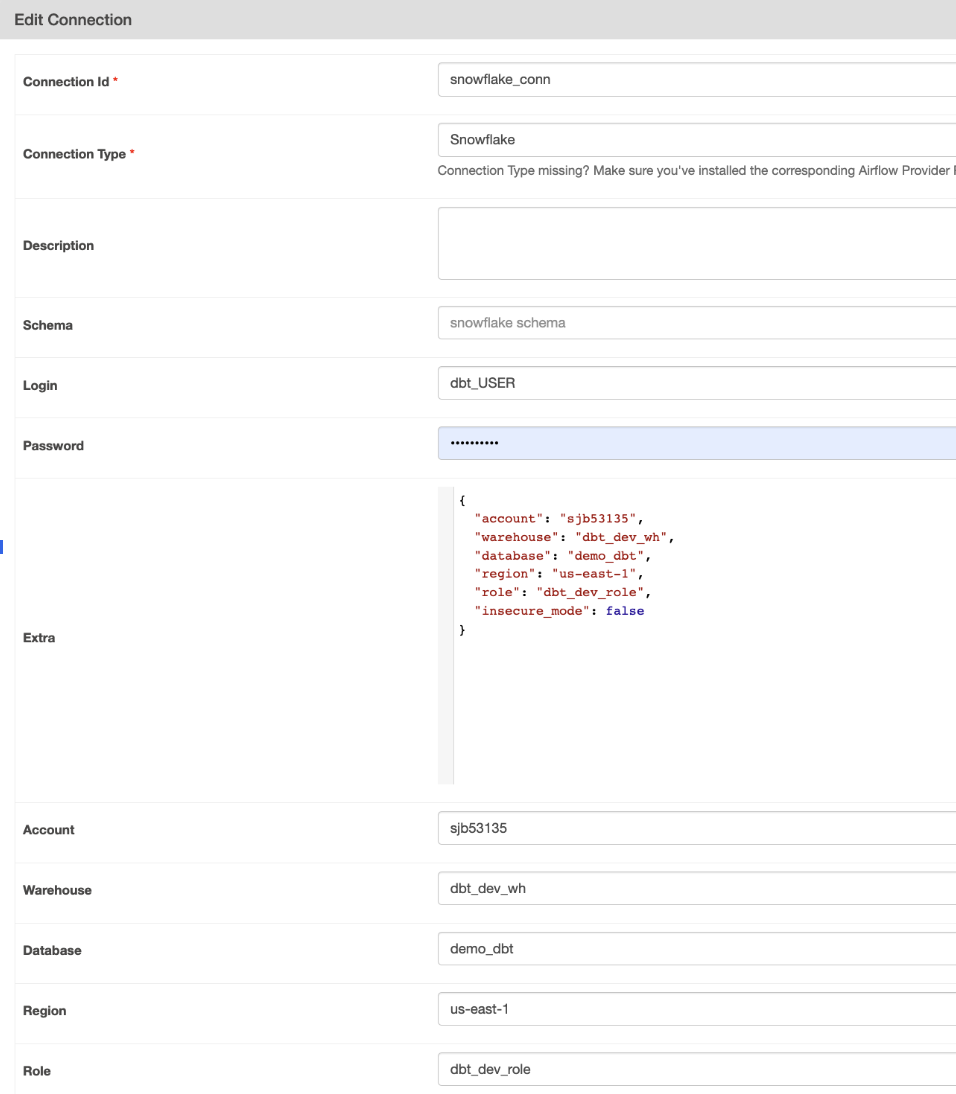 Edit Connection
Connection Id *
snowflake_conn
Connection Type *
Snowflake
Connection Type missing? Make sure you've installed the corresponding Airflow Provider
Description
Schema
snowflake schema
Login
dbt_USER
Password
••••••••••
Extra
{
"account": "sjb53135",
"warehouse": "dbt_dev_wh",
"database": "demo_dbt",
"region": "us-east-1",
"role": "dbt_dev_role",
"insecure_mode": false
}
Account
sjb53135
Warehouse
dbt_dev_wh
Database
demo_dbt
Region
us-east-1
Role
dbt_dev_role